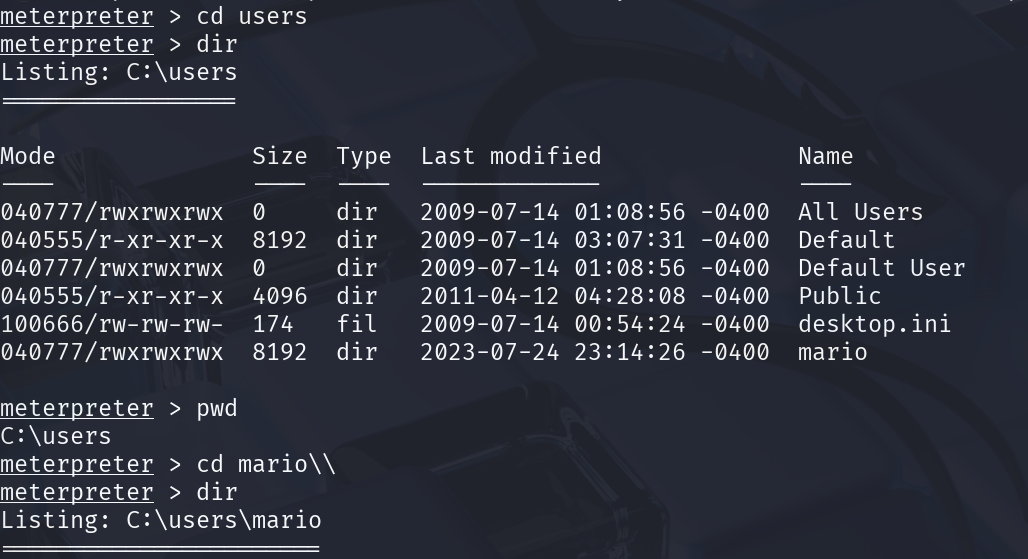 meterpreter > cd users
meterpreter > dir
Listing: C:\users
=================
Mode              Size  Type  Last modified              Name
----              ----  ----  -------------              ----
040777/rwxrwxrwx  0     dir   2009-07-14 01:08:56 -0400  All Users
040555/r-xr-xr-x  8192  dir   2009-07-14 03:07:31 -0400  Default
040777/rwxrwxrwx  0     dir   2009-07-14 01:08:56 -0400  Default User
040555/r-xr-xr-x  4096  dir   2011-04-12 04:28:08 -0400  Public
100666/rw-rw-rw-  174   fil   2009-07-14 00:54:24 -0400  desktop.ini
040777/rwxrwxrwx  8192  dir   2023-07-24 23:14:26 -0400  mario
meterpreter > pwd
C:\users
meterpreter > cd mario\\
meterpreter > dir
Listing: C:\users\mario
=======================